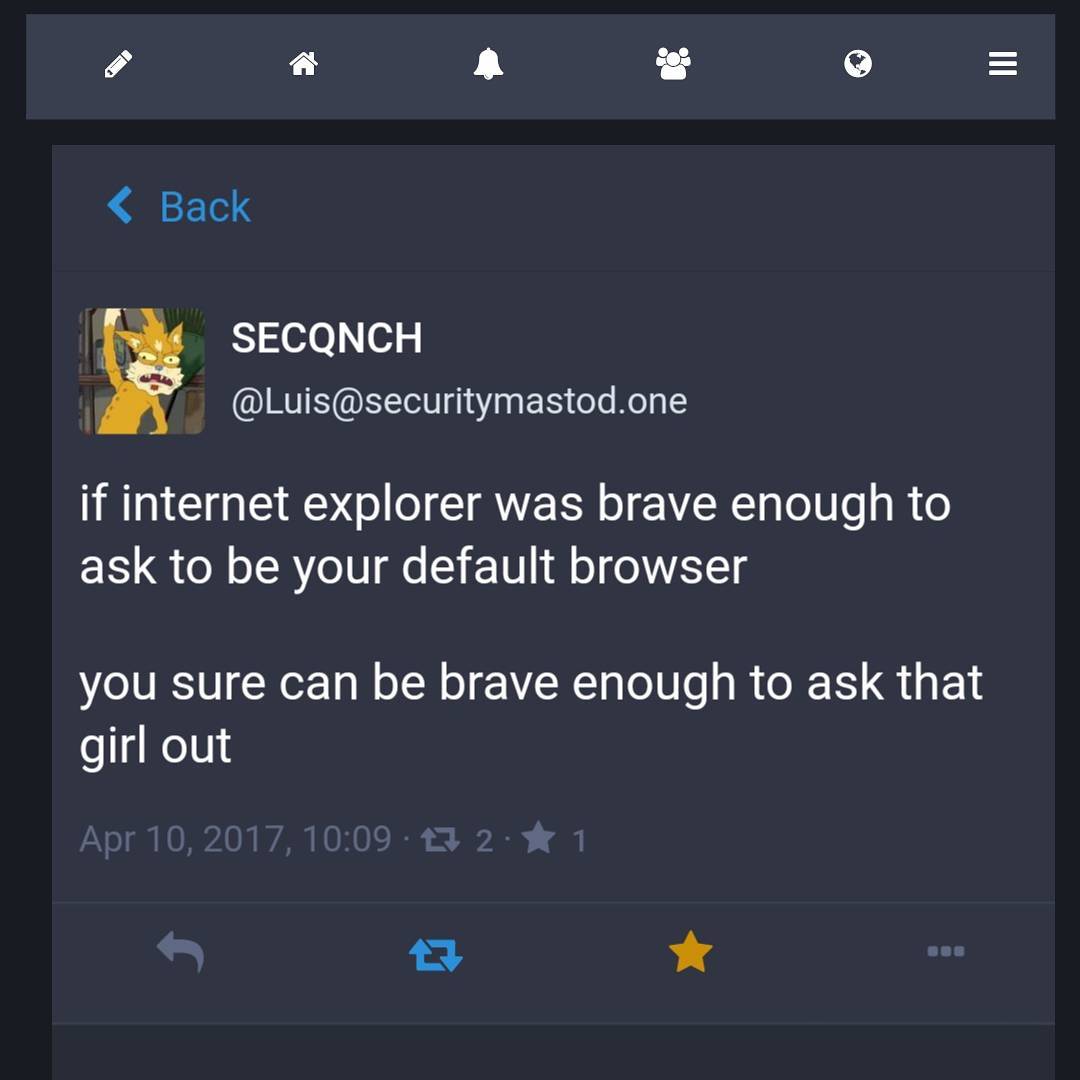 Back
SECQNCH
@Luis@securitymastod.one
if internet explorer was brave enough to
ask to be your default browser
you sure can be brave enough to ask that
girl out
Apr 10, 2017, 10:09 · 2 · 1